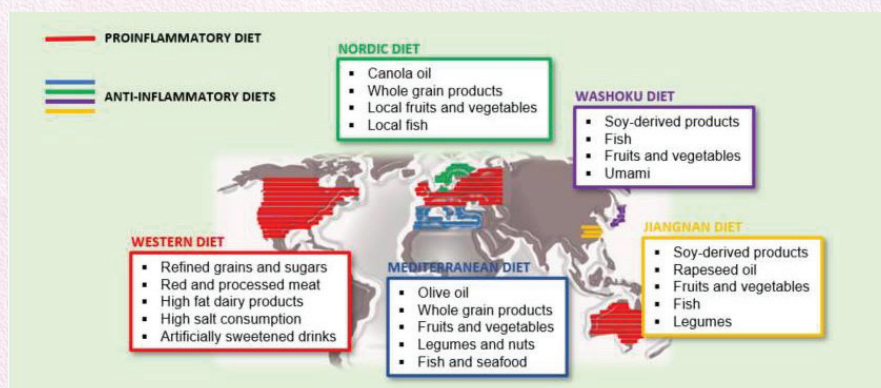 PROINFLAMMATORY DIET
ANTI-INFLAMMATORY DIETS
NORDIC DIET
▪ Canola oil
▪ Whole grain products
▪ Local fruits and vegetables
▪ Local fish
WASHOKU DIET
▪ Soy-derived products
▪ Fish
▪ Fruits and vegetables
▪ Umami
WESTERN DIET
▪ Refined grains and sugars
▪ Red and processed meat
▪ High fat dairy products
▪ High salt consumption
▪ Artificially sweetened drinks
MEDITERRANEAN DIET
▪ Olive oil
▪ Whole grain products
▪ Fruits and vegetables
▪ Legumes and nuts
▪ Fish and seafood
JIANGNAN DIET
▪ Soy-derived products
▪ Rapeseed oil
▪ Fruits and vegetables
▪ Fish
▪ Legumes